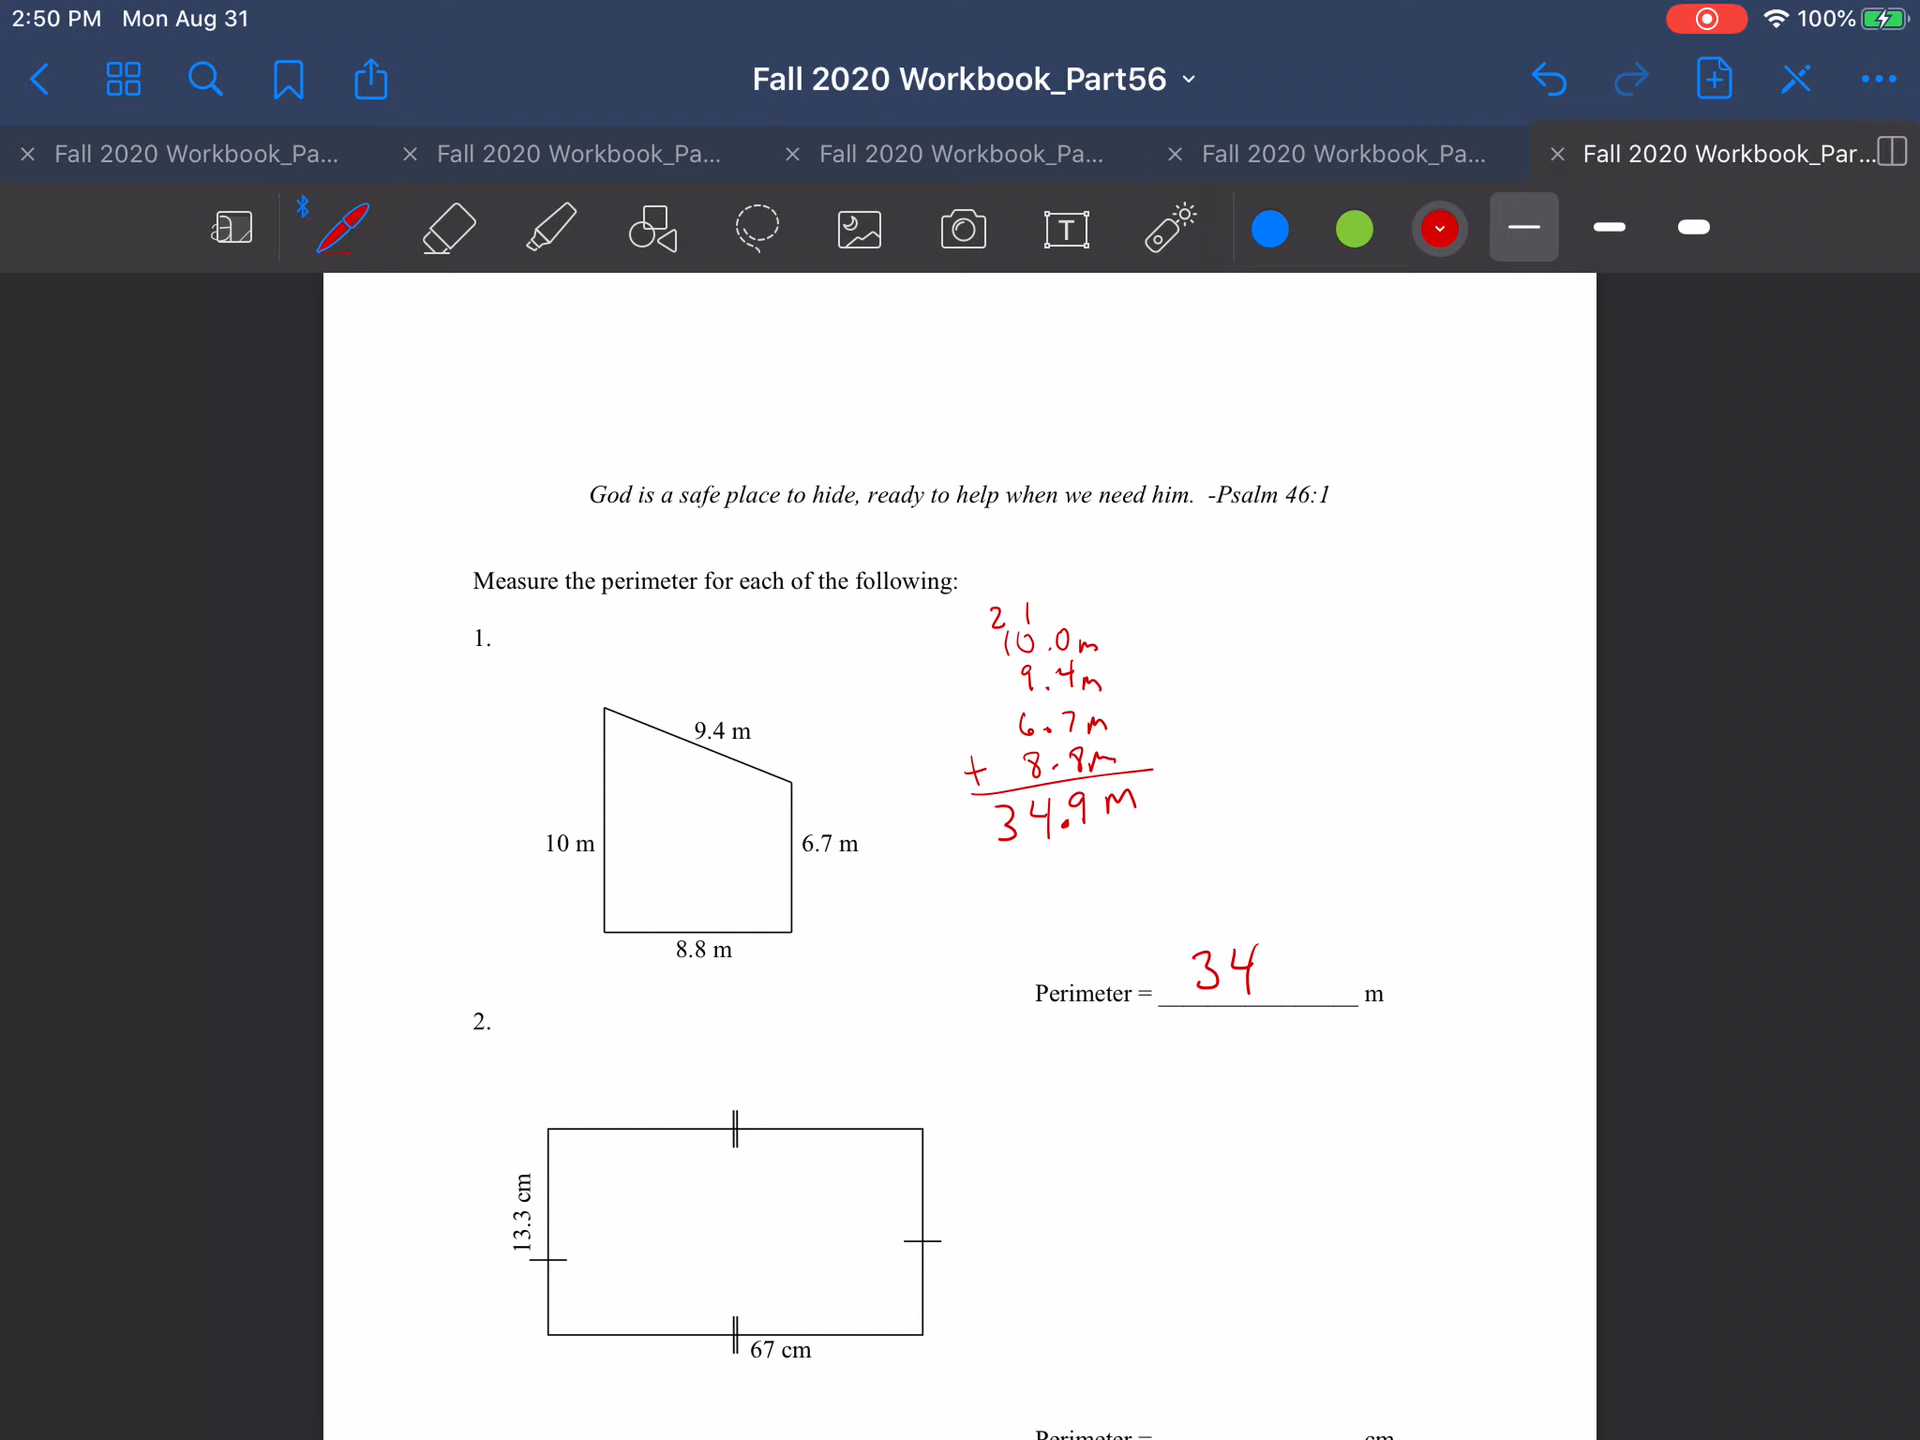 2:50 PM Mon Aug 31
100%
Fall 2020 Workbook_Part56
Fall 2020 Workbook_Pa...
Fall 2020 Workbook_Pa...
Fall 2020 Workbook_Pa...
Fall 2020 Workbook_Pa...
Fall 2020 Workbook_Par...
T
God is a safe place to hide, ready to help when we need him. -Psalm 46:1
Measure the perimeter for each of the following:
1.
2 1
10.0m
9.4m
6.7m
+ 8.8m
34.9 m
9.4 m
10 m
6.7 m
8.8 m
Perimeter = 34 m
2.
13.3 cm
67 cm
Perimeter = cm